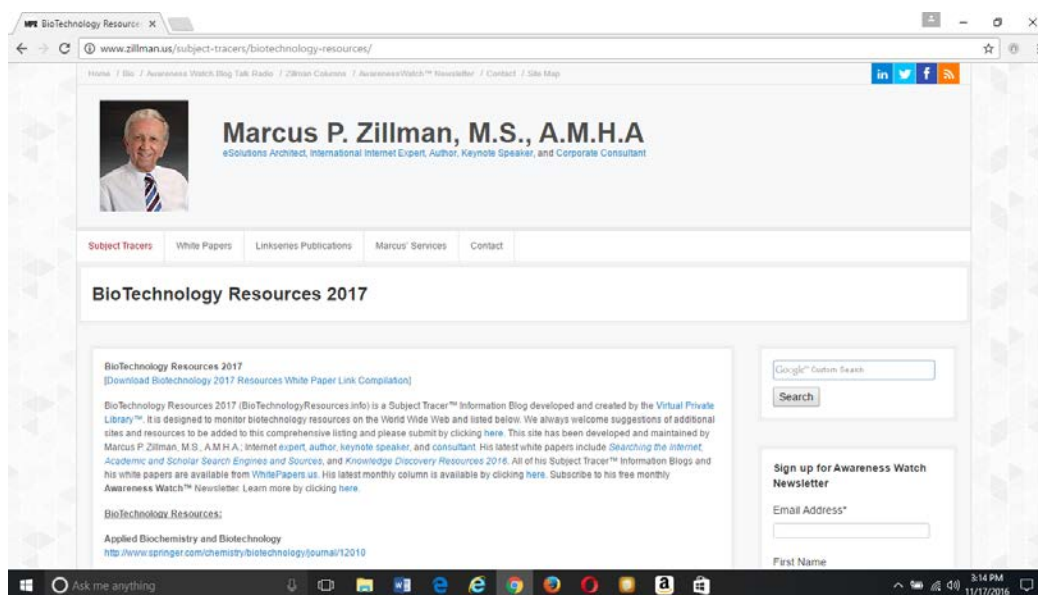 BioTechnology Resource
www.zillman.us/subject-tracers/biotechnology-resources/
Home / Bio / Awareness Watch Blog Talk Radio / Zillman Columns / AwarenessWatch™ Newsletter / Contact / Site Map
Marcus P. Zillman, M.S., A.M.H.A
eSolutions Architect, International Internet Expert, Author, Keynote Speaker, and Corporate Consultant
Subject Tracers White Papers Linkseries Publications Marcus' Services Contact
BioTechnology Resources 2017
BioTechnology Resources 2017
[Download Biotechnology 2017 Resources White Paper Link Compilation]
BioTechnology Resources 2017 (BioTechnologyResources.info) is a Subject Tracer™ Information Blog developed and created by the Virtual Private
Library™. It is designed to monitor biotechnology resources on the World Wide Web and listed below. We always welcome suggestions of additional
sites and resources to be added to this comprehensive listing and please submit by clicking here. This site has been developed and maintained by
Marcus P. Zillman, M.S., A.M.H.A.; Internet expert, author, keynote speaker, and consultant. His latest white papers include Searching the Internet,
Academic and Scholar Search Engines and Sources, and Knowledge Discovery Resources 2016. All of his Subject Tracer™ Information Blogs and
his white papers are available from WhitePapers.us. His latest monthly column is available by clicking here. Subscribe to his free monthly
Awareness Watch™ Newsletter. Learn more by clicking here.
BioTechnology Resources:
Applied Biochemistry and Biotechnology
http://www.springer.com/chemistry/biotechnology/journal/12010
Google™ Custom Search
Search
Sign up for Awareness Watch
Newsletter
Email Address*
First Name
Ask me anything
3:14 PM
11/17/2016